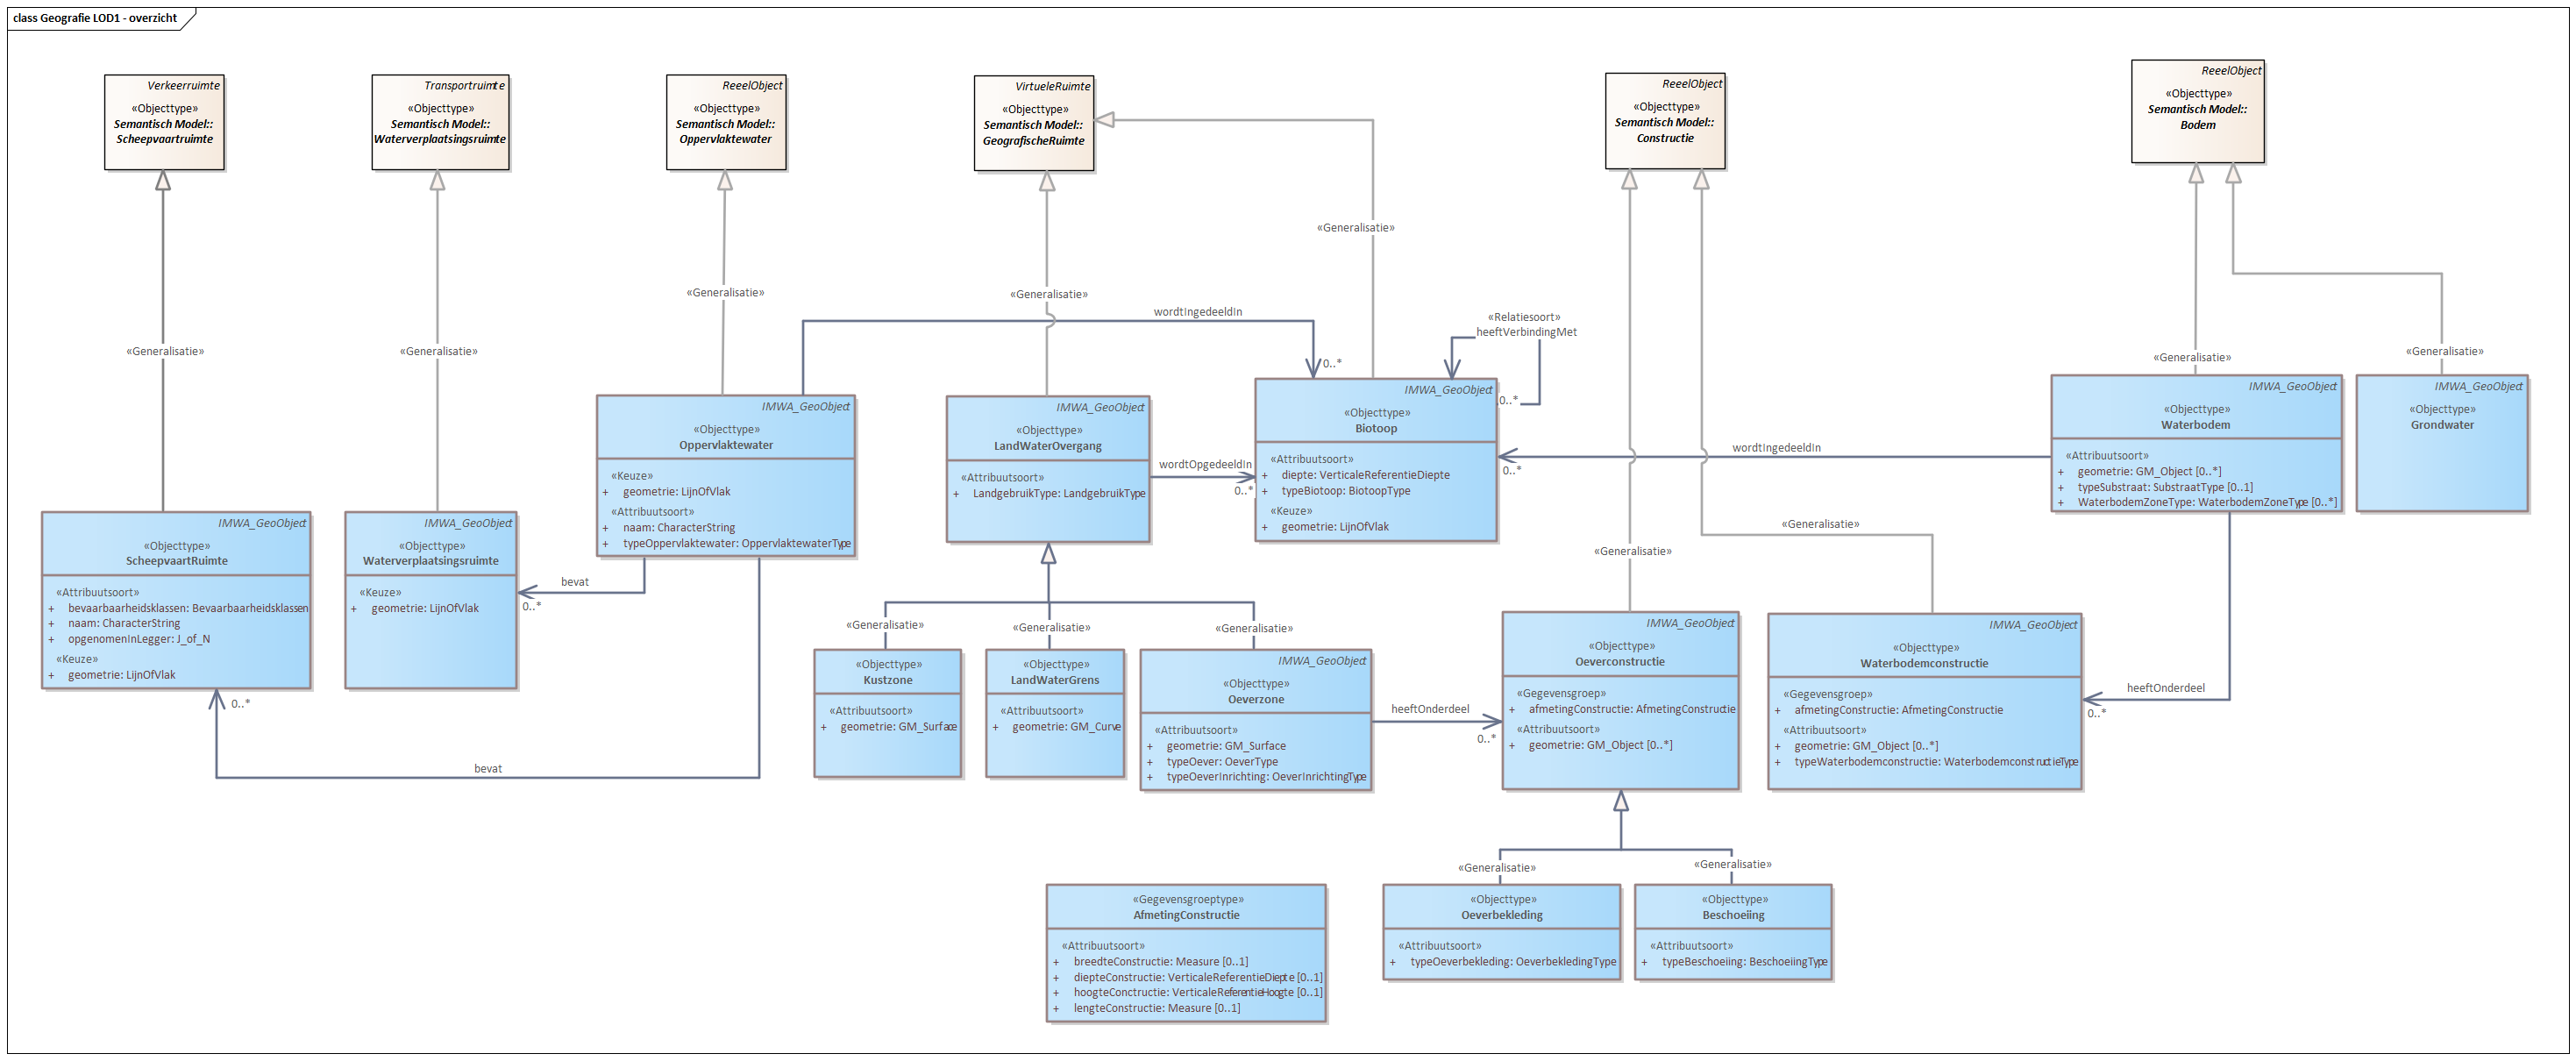 class Geografie LOD1 - overzicht
Verkeerruimte
«Objecttype»
Semantisch Model::
Scheepvaartruimte
Transportruimte
«Objecttype»
Semantisch Model::
Waterverplaatsingsruimte
ReeelObject
«Objecttype»
Semantisch Model::
Oppervlaktewater
VirtueleRuimte
«Objecttype»
Semantisch Model::
GeografischeRuimte
ReeelObject
«Objecttype»
Semantisch Model::
Constructie
ReeelObject
«Objecttype»
Semantisch Model::
Bodem
«Generalisatie»
«Generalisatie»
«Generalisatie»
«Generalisatie»
«Generalisatie»
«Generalisatie»
«Generalisatie»
«Generalisatie»
«Generalisatie»
wordtIngedeeldIn
0..*
«Relatiesoort»
heeftVerbindingMet
0..*
wordtIngedeeldIn
0..*
wordtOpgedeeldIn
0..*
IMWA_GeoObject
«Objecttype»
ScheepvaartRuimte
«Attribuutsoort»
+ bevaarbaarheidsklassen: Bevaarbaarheidsklassen
+ naam: CharacterString
+ opgenomenInLegger: J_of_N
«Keuze»
+ geometrie: LijnOfVlak
IMWA_GeoObject
«Objecttype»
Waterverplaatsingsruimte
«Keuze»
+ geometrie: LijnOfVlak
IMWA_GeoObject
«Objecttype»
Oppervlaktewater
«Keuze»
+ geometrie: LijnOfVlak
«Attribuutsoort»
+ naam: CharacterString
+ typeOppervlaktewater: OppervlaktewaterType
bevat
0..*
bevat
0..*
IMWA_GeoObject
«Objecttype»
LandWaterOvergang
«Attribuutsoort»
+ LandgebruikType: LandgebruikType
IMWA_GeoObject
«Objecttype»
Biotoop
«Attribuutsoort»
+ diepte: VerticaleReferentieDiepte
+ typeBiotoop: BiotoopType
«Keuze»
+ geometrie: LijnOfVlak
IMWA_GeoObject
«Objecttype»
Waterbodem
«Attribuutsoort»
+ geometrie: GM_Object [0..*]
+ typeSubstraat: SubstraatType [0..1]
+ WaterbodemZoneType: WaterbodemZoneType [0..*]
IMWA_GeoObject
«Objecttype»
Grondwater
«Generalisatie»
«Generalisatie»
«Generalisatie»
«Objecttype»
Kustzone
«Attribuutsoort»
+ geometrie: GM_Surface
«Objecttype»
LandWaterGrens
«Attribuutsoort»
+ geometrie: GM_Curve
IMWA_GeoObject
«Objecttype»
Oeverzone
«Attribuutsoort»
+ geometrie: GM_Surface
+ typeOever: OeverType
+ typeOeverInrichting: OeverInrichtingType
heeftOnderdeel
0..*
IMWA_GeoObject
«Objecttype»
Oeverconstructie
«Gegevensgroep»
+ afmetingConstructie: AfmetingConstructie
«Attribuutsoort»
+ geometrie: GM_Object [0..*]
IMWA_GeoObject
«Objecttype»
Waterbodemconstructie
«Gegevensgroep»
+ afmetingConstructie: AfmetingConstructie
«Attribuutsoort»
+ geometrie: GM_Object [0..*]
+ typeWaterbodemconstructie: WaterbodemconstructieType
heeftOnderdeel
0..*
«Generalisatie»
«Generalisatie»
«Gegevensgroeptype»
AfmetingConstructie
«Attribuutsoort»
+ breedteConstructie: Measure [0..1]
+ diepteConstructie: VerticaleReferentieDiepte [0..1]
+ hoogteConctructie: VerticaleReferentieHoogte [0..1]
+ lengteConstructie: Measure [0..1]
«Objecttype»
Oeverbekleding
«Attribuutsoort»
+ typeOeverbekleding: OeverbekledingType
«Objecttype»
Beschoeiing
«Attribuutsoort»
+ typeBeschoeiing: BeschoeiingType